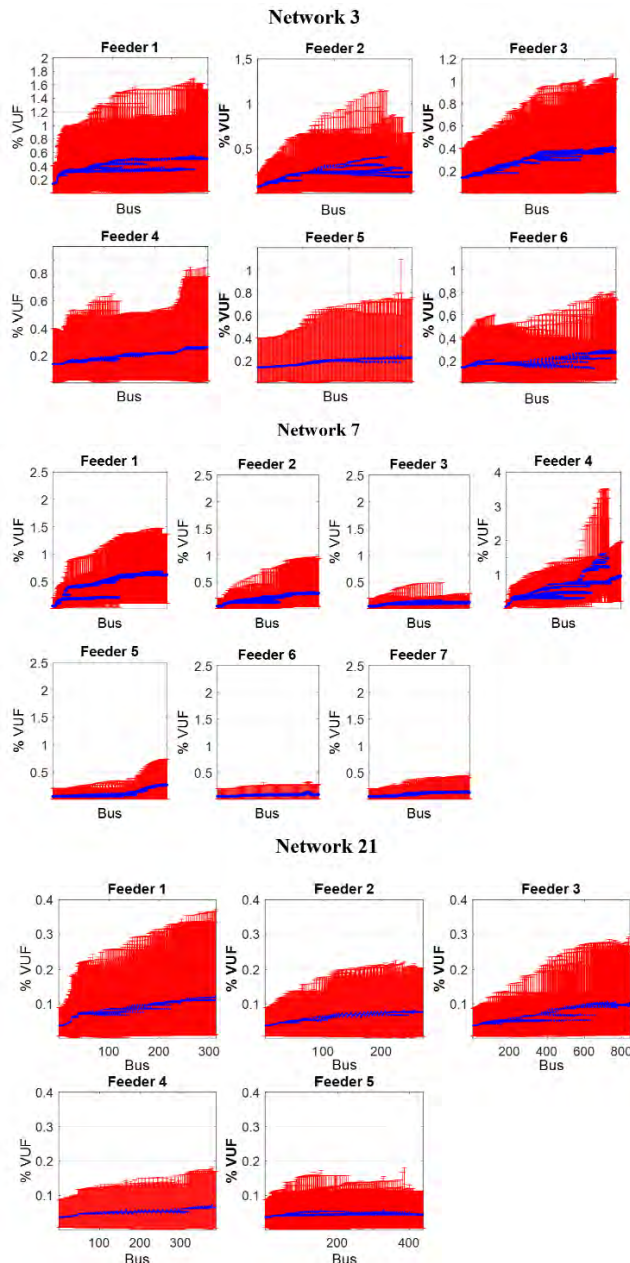 Network 3
Feeder 1
Feeder 2
Feeder 3
2
1.8
1.6
1.4
1.2
1
0.8
0.6
0.4
0.2
1.5
1
0.5
1.2
1
0.8
0.6
0.4
0.2
% VUF
% VUF
% VUF
Bus
Bus
Bus
Feeder 4
Feeder 5
Feeder 6
0.8
0.6
0.4
0.2
1
0.8
0.6
0.4
0.2
1
0.8
0.6
0.4
0.2
% VUF
% VUF
% VUF
Bus
Bus
Bus
Network 7
Feeder 1
Feeder 2
Feeder 3
Feeder 4
2.5
2
1.5
1
0.5
2.5
2
1.5
1
0.5
2.5
2
1.5
1
0.5
4
3
2
1
% VUF
% VUF
% VUF
% VUF
Bus
Bus
Bus
Bus
Feeder 5
Feeder 6
Feeder 7
2.5
2
1.5
1
0.5
2.5
2
1.5
1
0.5
2.5
2
1.5
1
0.5
% VUF
% VUF
% VUF
Bus
Bus
Bus
Network 21
Feeder 1
Feeder 2
Feeder 3
0.4
0.3
0.2
0.1
0.4
0.3
0.2
0.1
0.4
0.3
0.2
0.1
% VUF
% VUF
% VUF
100 200 300
100 200
200 400 600 800
Bus
Bus
Bus
Feeder 4
Feeder 5
0.4
0.3
0.2
0.1
0.4
0.3
0.2
0.1
% VUF
% VUF
100 200 300
200 400
Bus
Bus